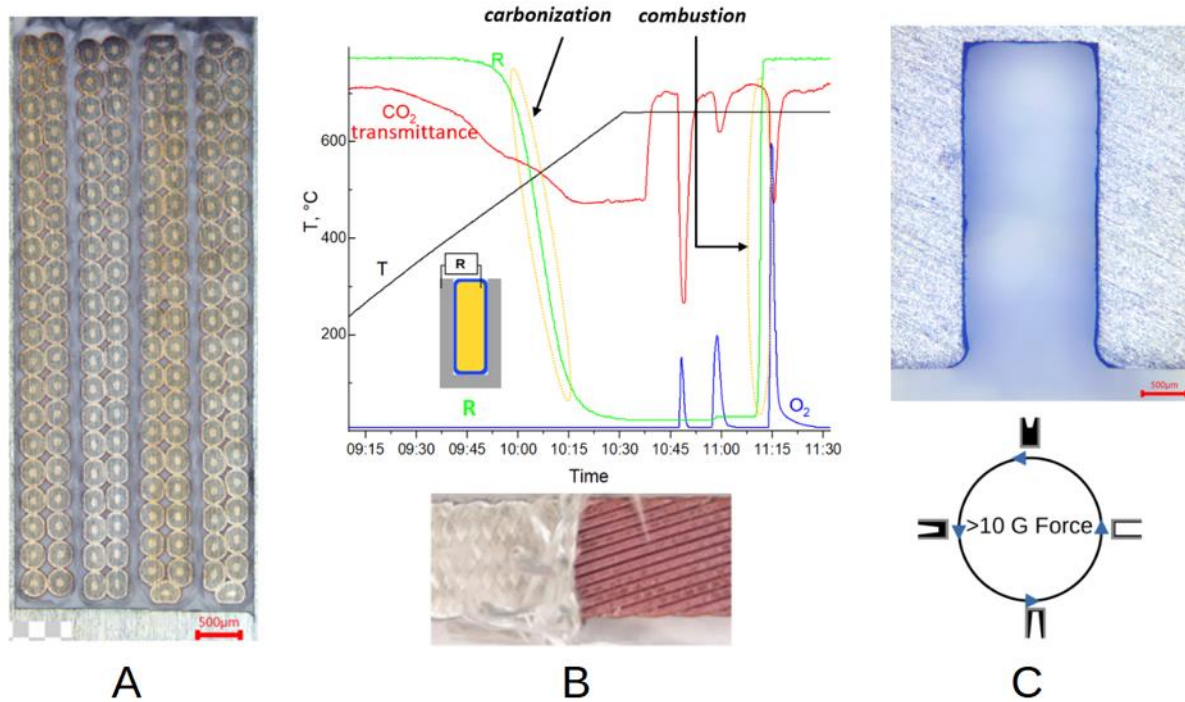 carbonization
combustion
R
CO₂
transmittance
600
400
200
T, °C
T
R
R
O₂
09:15 09:30 09:45 10:00 10:15 10:30 10:45 11:00 11:15 11:30
Time
500µm
500µm
>10 G Force
A
B
C